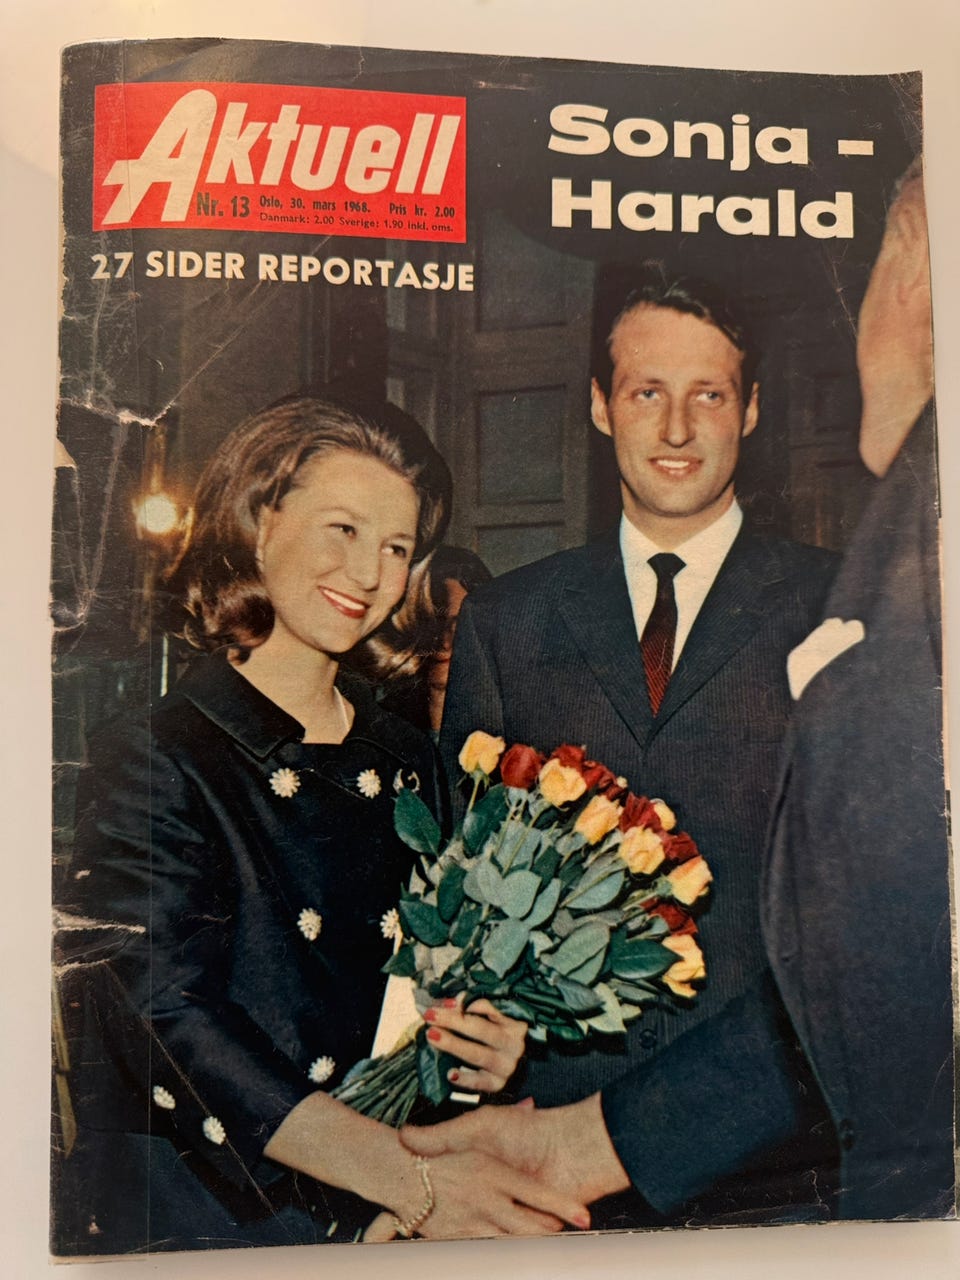 Aktuell
Nr. 13 Oslo, 30. mars 1968. Pris kr. 2.00
Danmark: 2.00 Sverige: 1.90 inkl. oms.
27 SIDER REPORTASJE
Sonja –
Harald